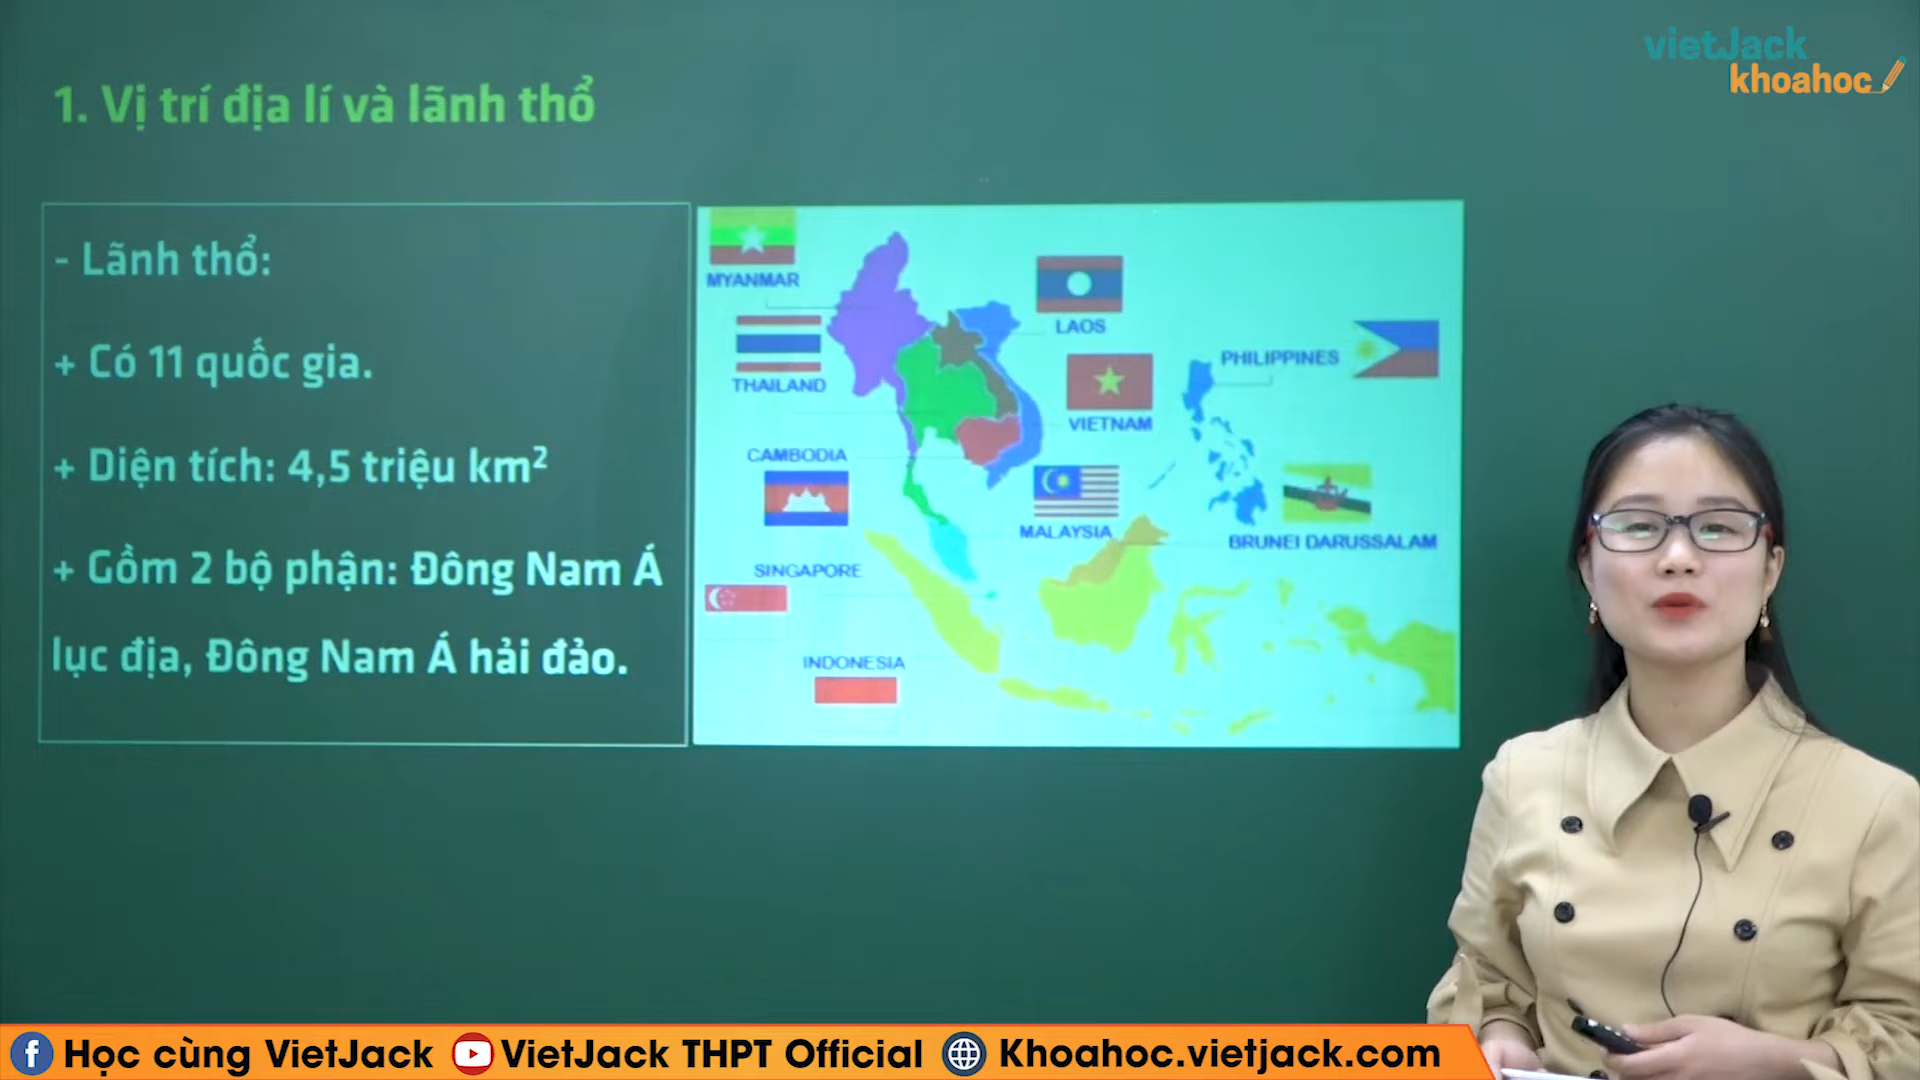 vietJack
khoahoc
1. Vị trí địa lí và lãnh thổ
- Lãnh thổ:
+ Có 11 quốc gia.
+ Diện tích: 4,5 triệu km²
+ Gồm 2 bộ phận: Đông Nam Á
lục địa, Đông Nam Á hải đảo.
MYANMAR
LAOS
THAILAND
PHILIPPINES
VIETNAM
CAMBODIA
MALAYSIA
BRUNEI DARUSSALAM
SINGAPORE
INDONESIA
Học cùng VietJack VietJack THPT Official Khoahoc.vietjack.com